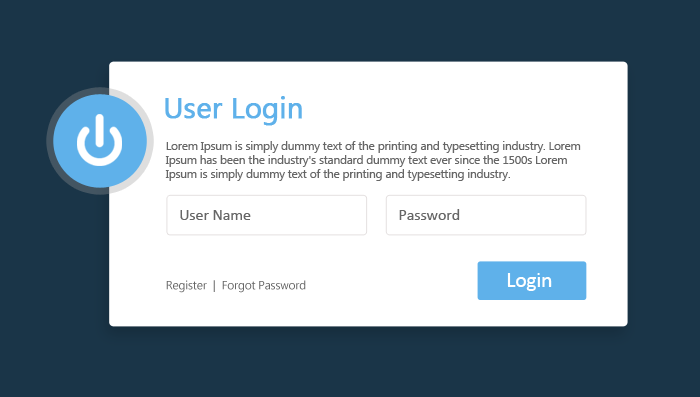 User Login
Lorem Ipsum is simply dummy text of the printing and typesetting industry. Lorem
Ipsum has been the industry's standard dummy text ever since the 1500s Lorem
Ipsum is simply dummy text of the printing and typesetting industry.
User Name
Password
Register | Forgot Password
Login